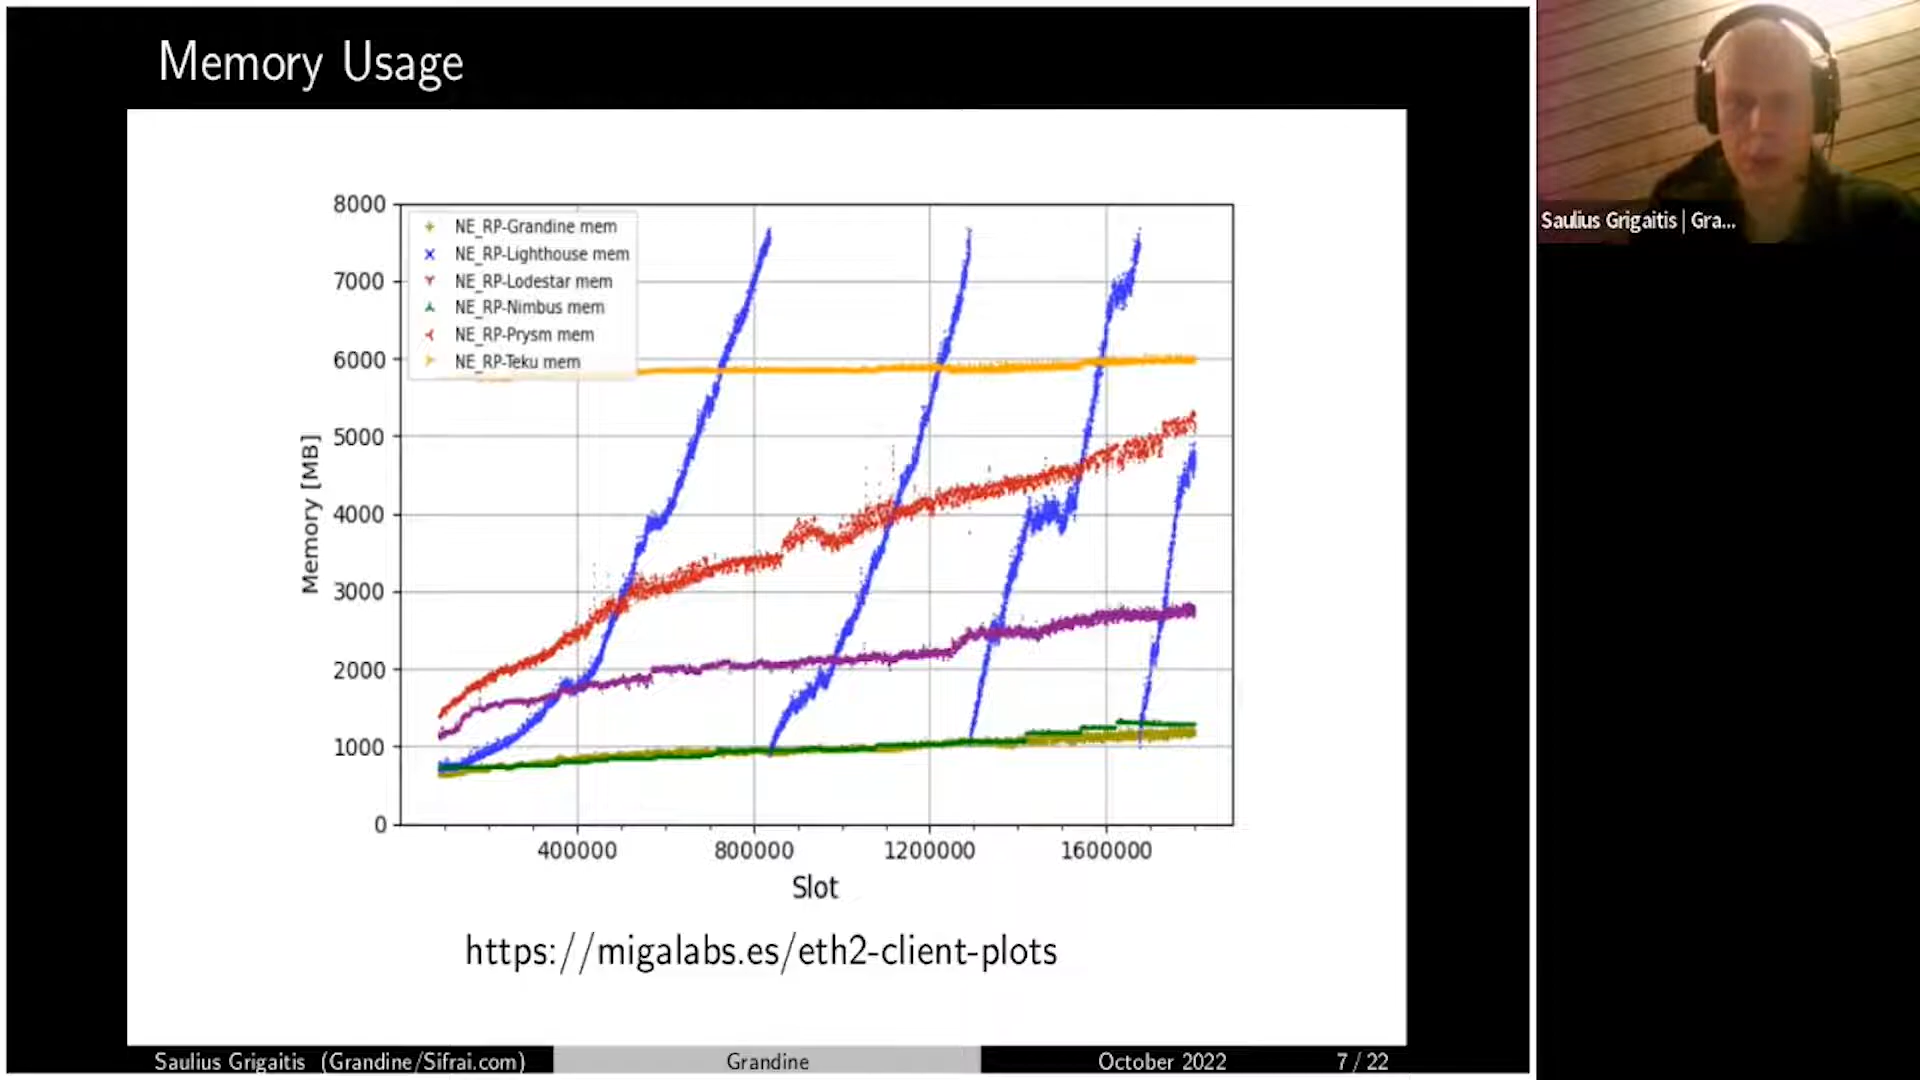 Memory Usage
8000
7000
6000
5000
4000
3000
2000
1000
0
Memory [MB]
NE_RP-Grandine mem
NE_RP-Lighthouse mem
NE_RP-Lodestar mem
NE_RP-Nimbus mem
NE_RP-Prysm mem
NE_RP-Teku mem
400000 800000 1200000 1600000
Slot
https://migalabs.es/eth2-client-plots
Saulius Grigaitis (Grandine/Sifrai.com) Grandine October 2022 7 / 22
Saulius Grigaitis | Gra...